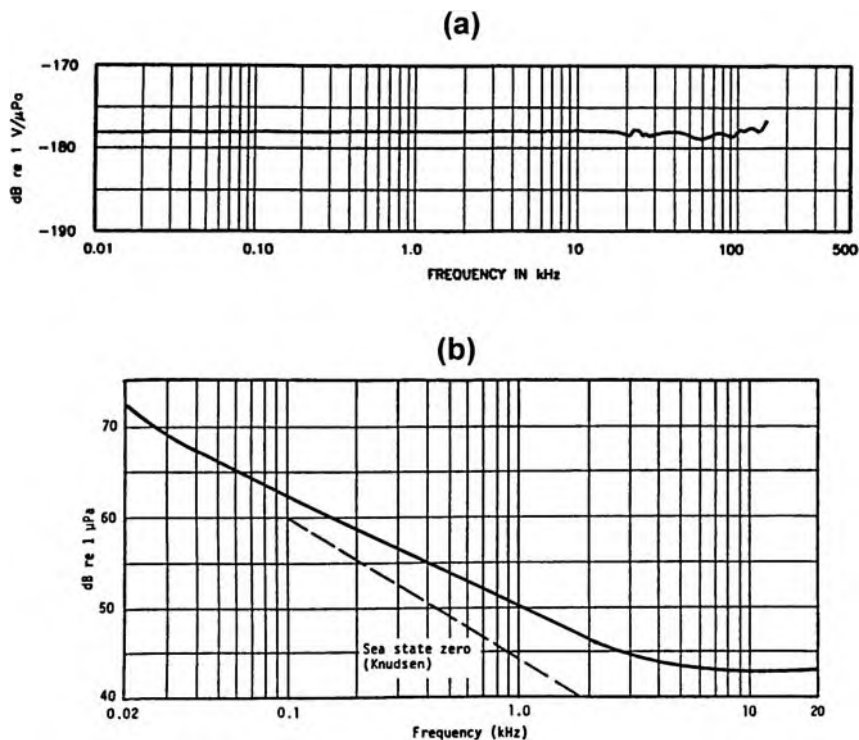 (a)
-170
-180
-190
dB re 1 V/µPa
0.01 0.10 1.0 10 100 500
FREQUENCY IN kHz
(b)
70
60
50
40
dB re 1 µPa
Sea state zero
(Knudsen)
0.02 0.1 1.0 10 20
Frequency (kHz)